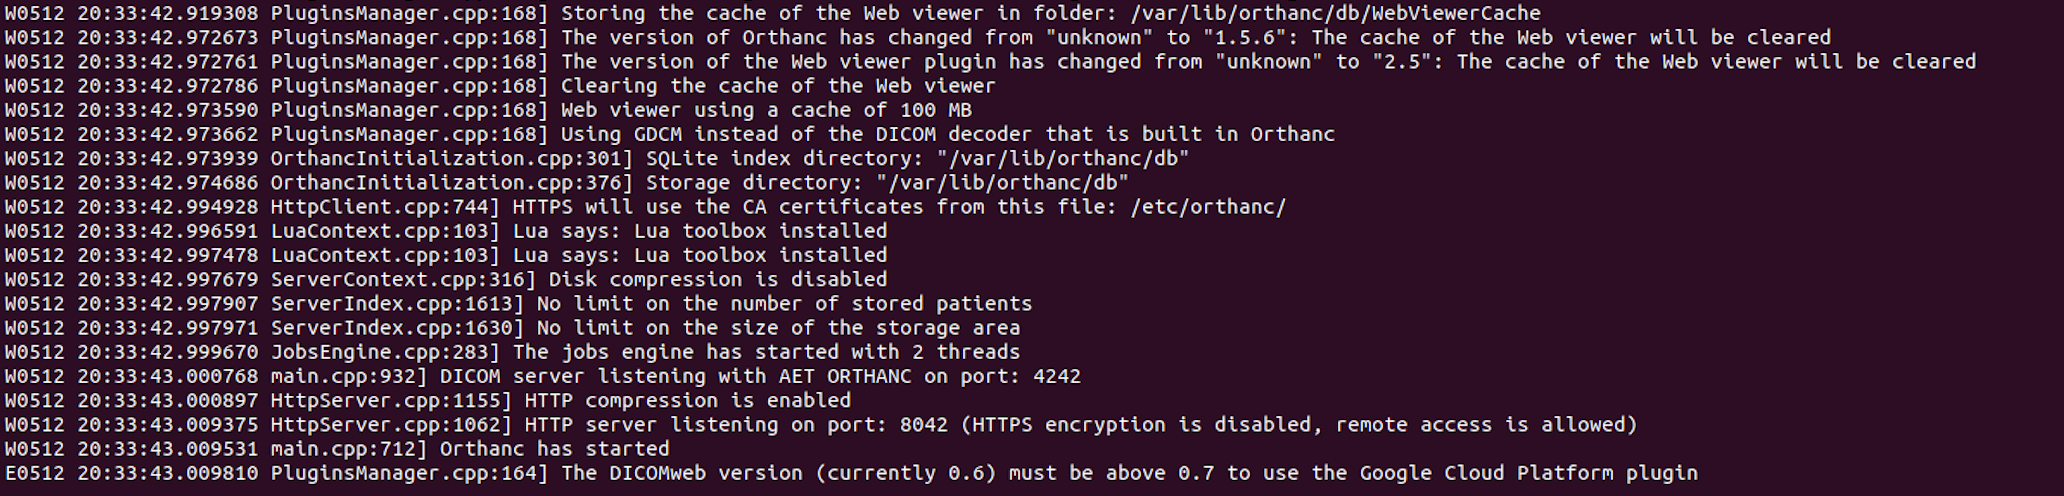 W0512 20:33:42.919308 PluginsManager.cpp:168] Storing the cache of the Web viewer in folder: /var/lib/orthanc/db/WebViewerCache
W0512 20:33:42.972673 PluginsManager.cpp:168] The version of Orthanc has changed from "unknown" to "1.5.6": The cache of the Web viewer will be cleared
W0512 20:33:42.972761 PluginsManager.cpp:168] The version of the Web viewer plugin has changed from "unknown" to "2.5": The cache of the Web viewer will be cleared
W0512 20:33:42.972786 PluginsManager.cpp:168] Clearing the cache of the Web viewer
W0512 20:33:42.973590 PluginsManager.cpp:168] Web viewer using a cache of 100 MB
W0512 20:33:42.973662 PluginsManager.cpp:168] Using GDCM instead of the DICOM decoder that is built in Orthanc
W0512 20:33:42.973939 OrthancInitialization.cpp:301] SQLite index directory: "/var/lib/orthanc/db"
W0512 20:33:42.974686 OrthancInitialization.cpp:376] Storage directory: "/var/lib/orthanc/db"
W0512 20:33:42.994928 HttpClient.cpp:744] HTTPS will use the CA certificates from this file: /etc/orthanc/
W0512 20:33:42.996591 LuaContext.cpp:103] Lua says: Lua toolbox installed
W0512 20:33:42.997478 LuaContext.cpp:103] Lua says: Lua toolbox installed
W0512 20:33:42.997679 ServerContext.cpp:316] Disk compression is disabled
W0512 20:33:42.997907 ServerIndex.cpp:1613] No limit on the number of stored patients
W0512 20:33:42.997971 ServerIndex.cpp:1630] No limit on the size of the storage area
W0512 20:33:42.999670 JobsEngine.cpp:283] The jobs engine has started with 2 threads
W0512 20:33:43.000768 main.cpp:932] DICOM server listening with AET ORTHANC on port: 4242
W0512 20:33:43.000897 HttpServer.cpp:1155] HTTP compression is enabled
W0512 20:33:43.009375 HttpServer.cpp:1062] HTTP server listening on port: 8042 (HTTPS encryption is disabled, remote access is allowed)
W0512 20:33:43.009531 main.cpp:712] Orthanc has started
E0512 20:33:43.009810 PluginsManager.cpp:164] The DICOMweb version (currently 0.6) must be above 0.7 to use the Google Cloud Platform plugin